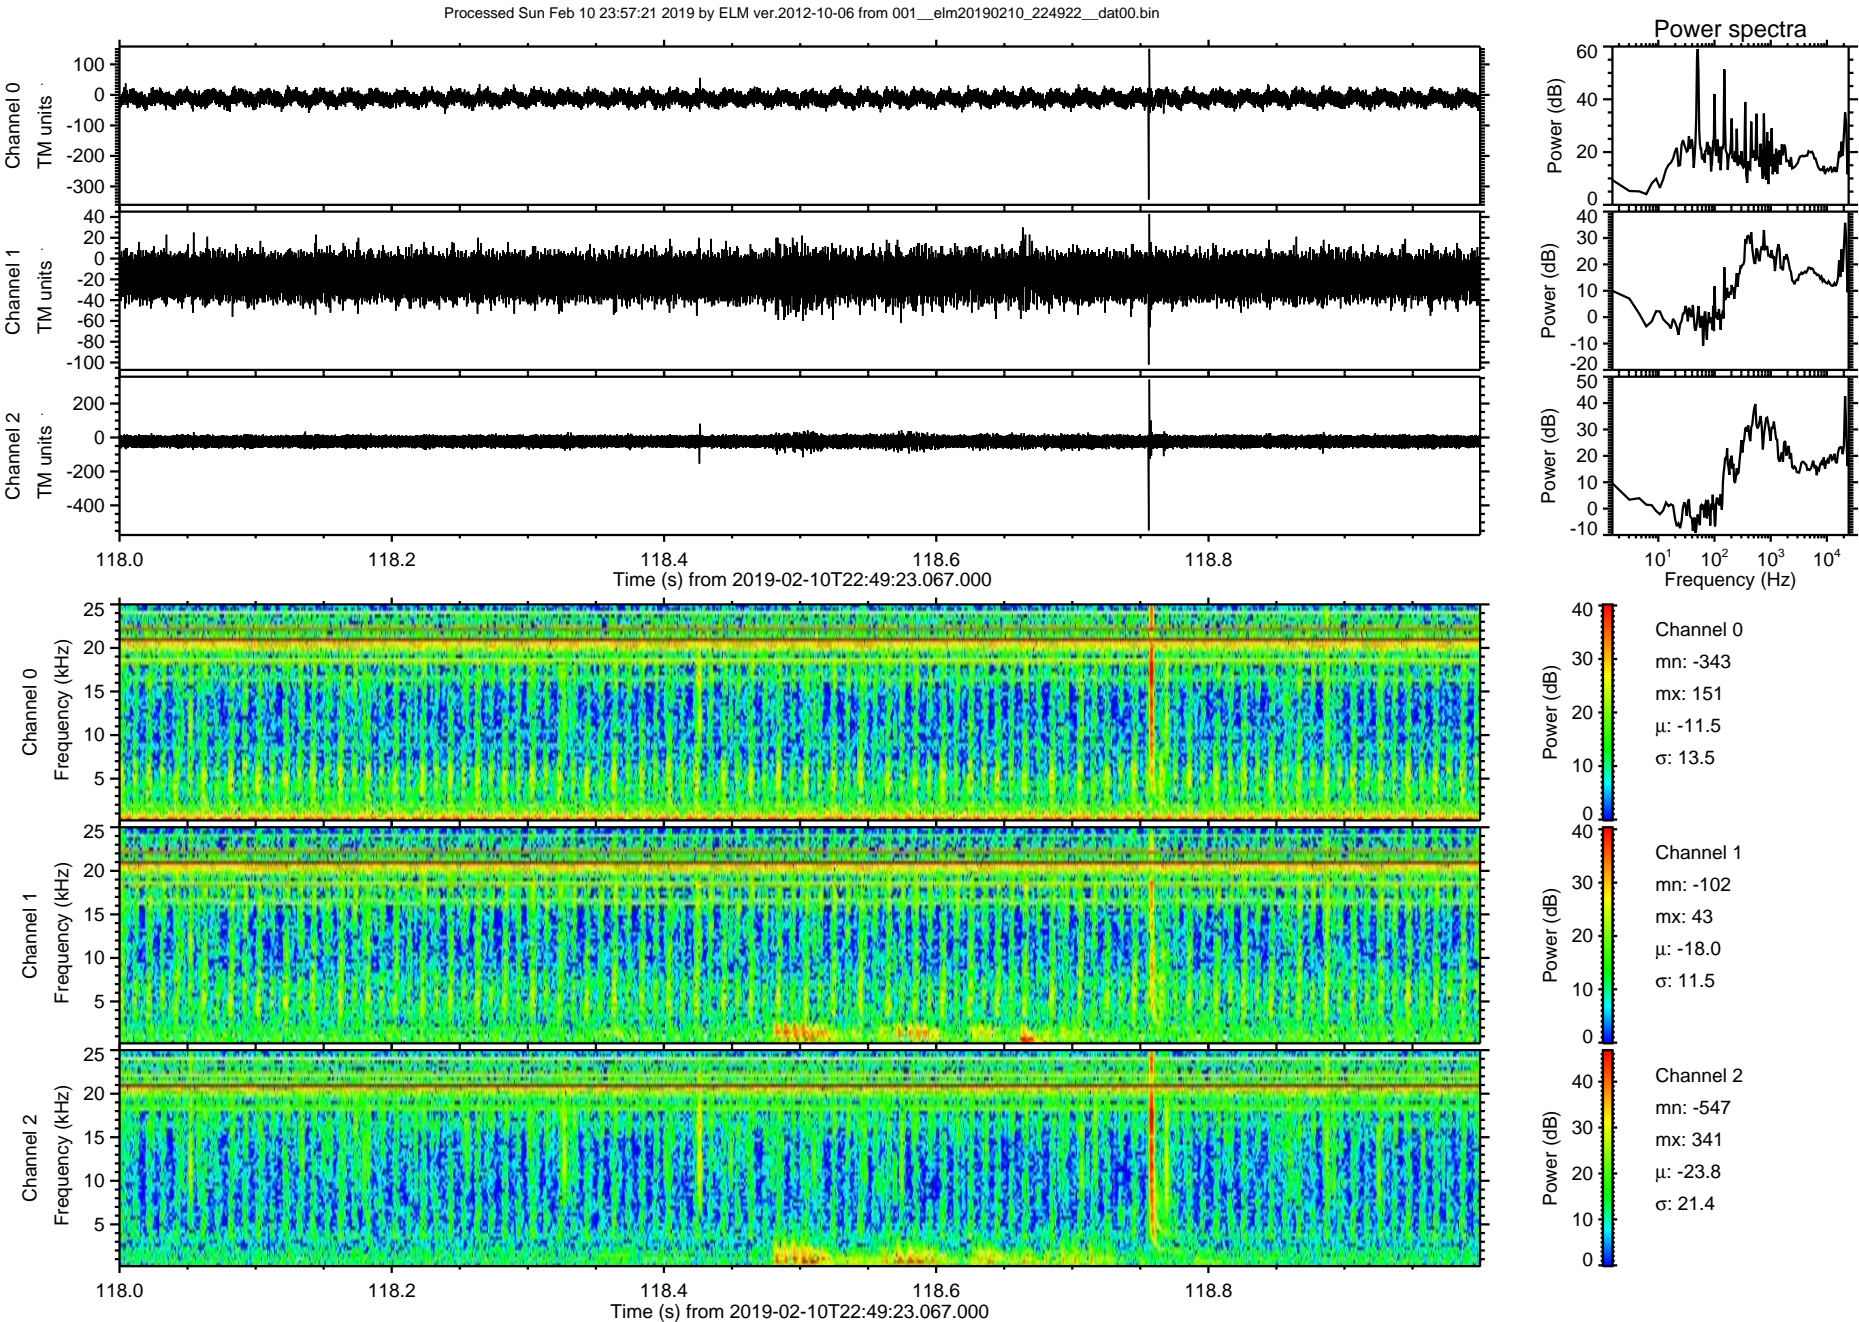 Processed Sun Feb 10 23:57:21 2019 by ELM ver.2012-10-06 from 001__elm20190210_224922__dat00.bin
Power spectra
Channel 0
TM units
100
0
-100
-200
-300
Power (dB)
60
40
20
0
Channel 1
TM units
40
20
0
-20
-40
-60
-80
-100
Power (dB)
40
30
20
10
0
-10
-20
Channel 2
TM units
200
0
-200
-400
Power (dB)
50
40
30
20
10
0
-10
118.0 118.2 118.4 118.6 118.8
Time (s) from 2019-02-10T22:49:23.067.000
10¹ 10² 10³ 10⁴
Frequency (Hz)
Channel 0
Frequency (kHz)
25
20
15
10
5
Power (dB)
40
30
20
10
0
Channel 0
mn: -343
mx: 151
μ: -11.5
σ: 13.5
Channel 1
Frequency (kHz)
25
20
15
10
5
Power (dB)
40
30
20
10
0
Channel 1
mn: -102
mx: 43
μ: -18.0
σ: 11.5
Channel 2
Frequency (kHz)
25
20
15
10
5
Power (dB)
40
30
20
10
0
Channel 2
mn: -547
mx: 341
μ: -23.8
σ: 21.4
118.0 118.2 118.4 118.6 118.8
Time (s) from 2019-02-10T22:49:23.067.000